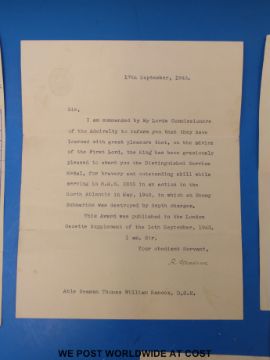 17th September, 1943.
Sir,
I am commanded by My Lords Commissioners
of the Admiralty to inform you that they have
learned with great pleasure that, on the advice
of the First Lord, the King has been graciously
pleased to award you the Distinguished Service
Medal, for bravery and outstanding skill while
serving in H.M.S. in an action in the
North Atlantic in May, 1943, in which an Enemy
Submarine was destroyed by depth charges.
This Award was published in the London
Gazette Supplement of the 14th September, 1943.
I am, Sir,
Your obedient Servant,
Able Seaman Thomas William Hancock, D.S.M.
WE POST WORLDWIDE AT COST